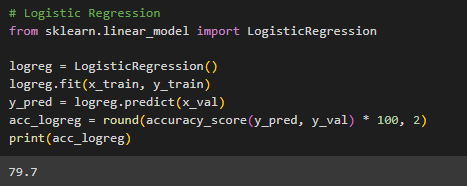 # Logistic Regression
from sklearn.linear_model import LogisticRegression
logreg = LogisticRegression()
logreg.fit(x_train, y_train)
y_pred = logreg.predict(x_val)
acc_logreg = round(accuracy_score(y_pred, y_val) * 100, 2)
print(acc_logreg)
79.7